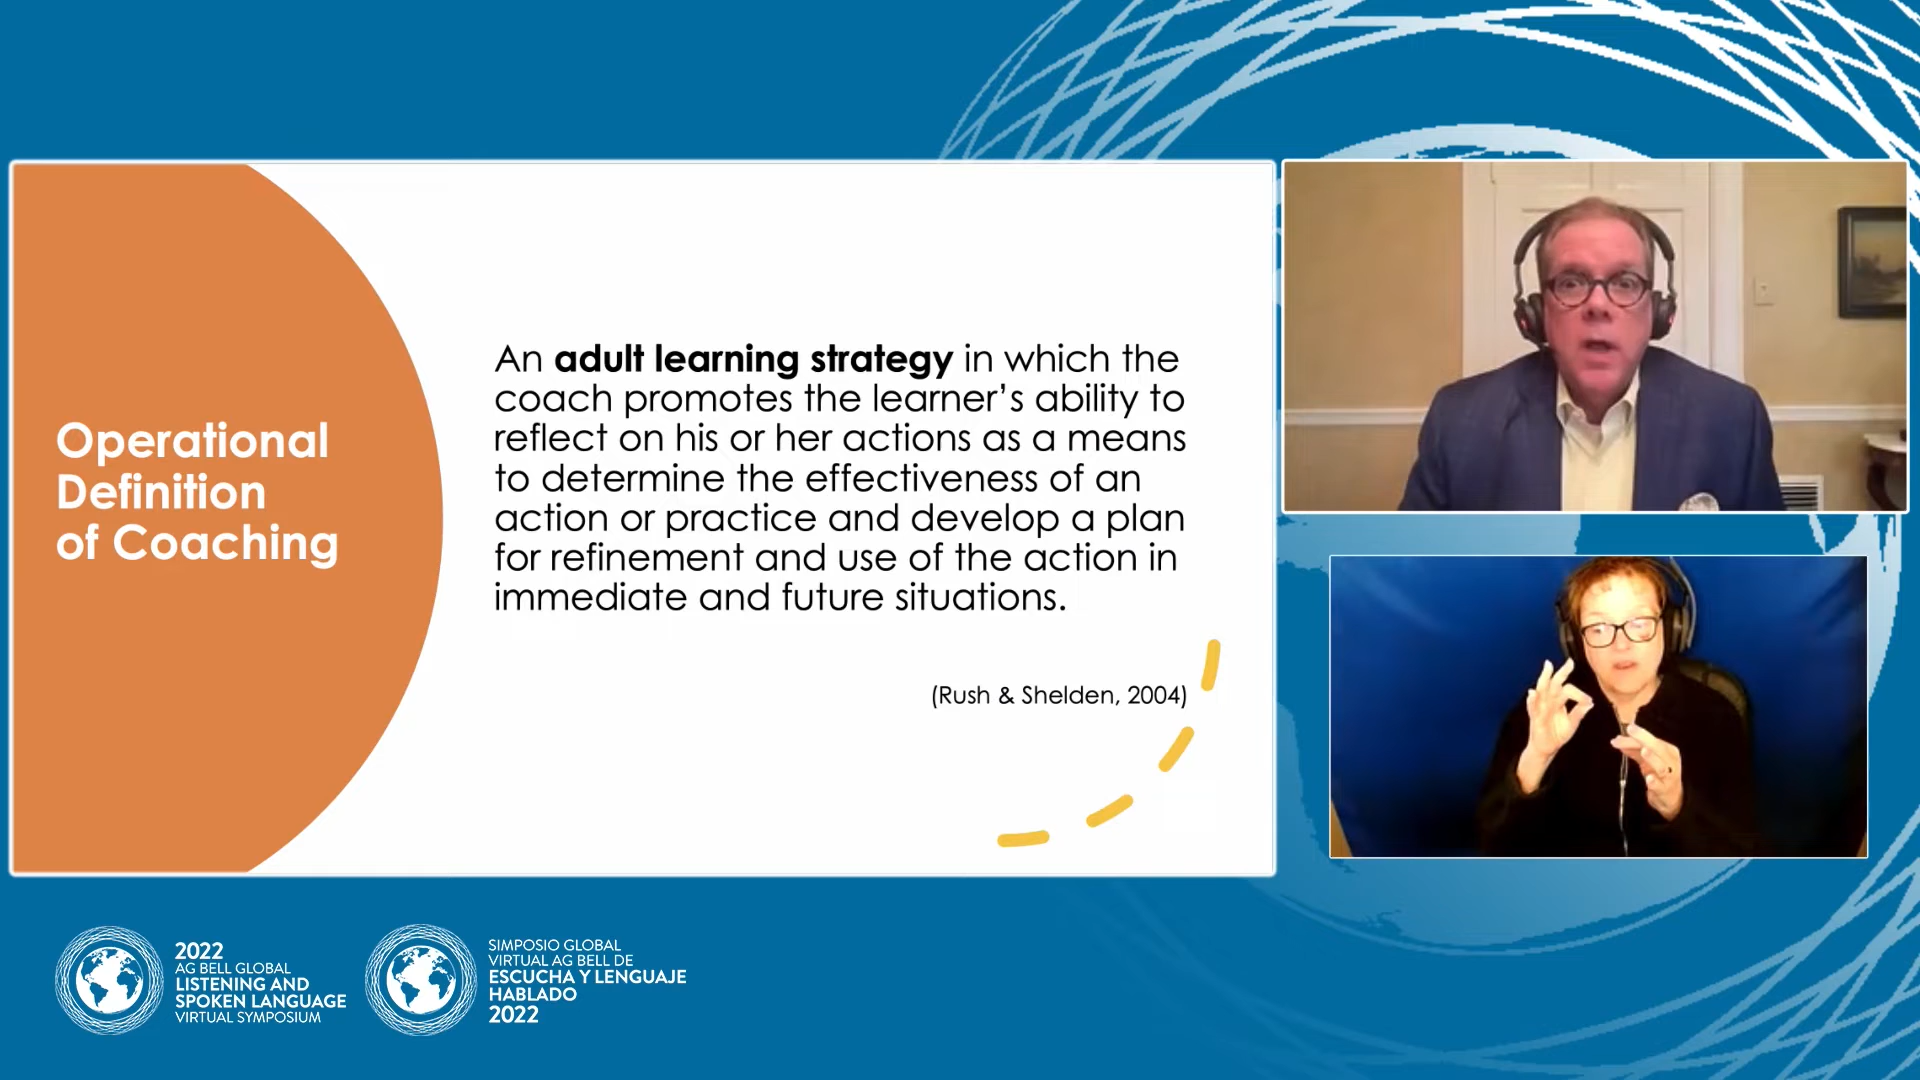 Operational
Definition
of Coaching
An adult learning strategy in which the
coach promotes the learner’s ability to
reflect on his or her actions as a means
to determine the effectiveness of an
action or practice and develop a plan
for refinement and use of the action in
immediate and future situations.
(Rush & Shelden, 2004)
2022
AG BELL GLOBAL
LISTENING AND
SPOKEN LANGUAGE
VIRTUAL SYMPOSIUM
SIMPOSIO GLOBAL
VIRTUAL AG BELL DE
ESCUCHA Y LENGUAJE
HABLADO
2022